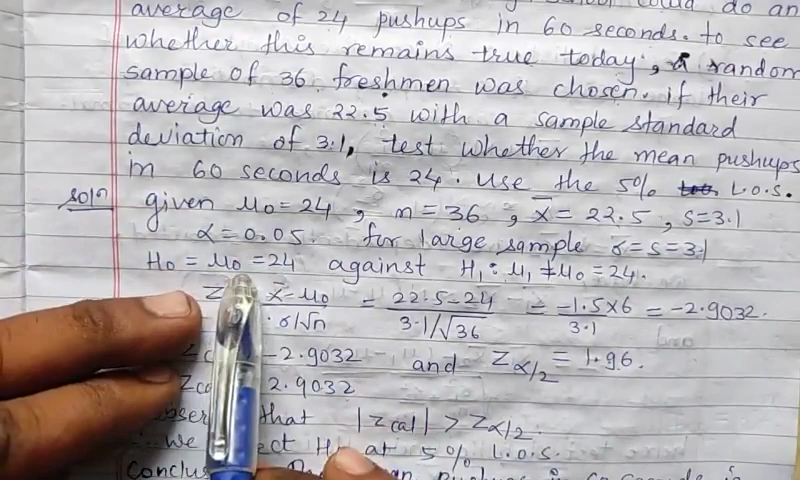 could do an
average of 24 pushups in 60 seconds. to see
whether this remains true today, a random
sample of 36 freshmen was chosen. if their
average was 22.5 with a sample standard
deviation of 3.1, test whether the mean pushups
in 60 seconds is 24. use the 5% L.O.S.
soln given μ0 = 24, n = 36, x̄ = 22.5, s = 3.1
α = 0.05. for large sample σ = s = 3.1
H0 = μ0 = 24 against H1 : μ1 ≠ μ0 = 24.
Z x̄ - μ0 = 22.5 - 24 = -1.5 x 6 = -2.9032.
σ/√n 3.1/√36 3.1
-2.9032 and Zα/2 = 1.96.
Zca 2.9032
that |Zcal| > Zα/2.
∴ we H at 5% L.O.S.